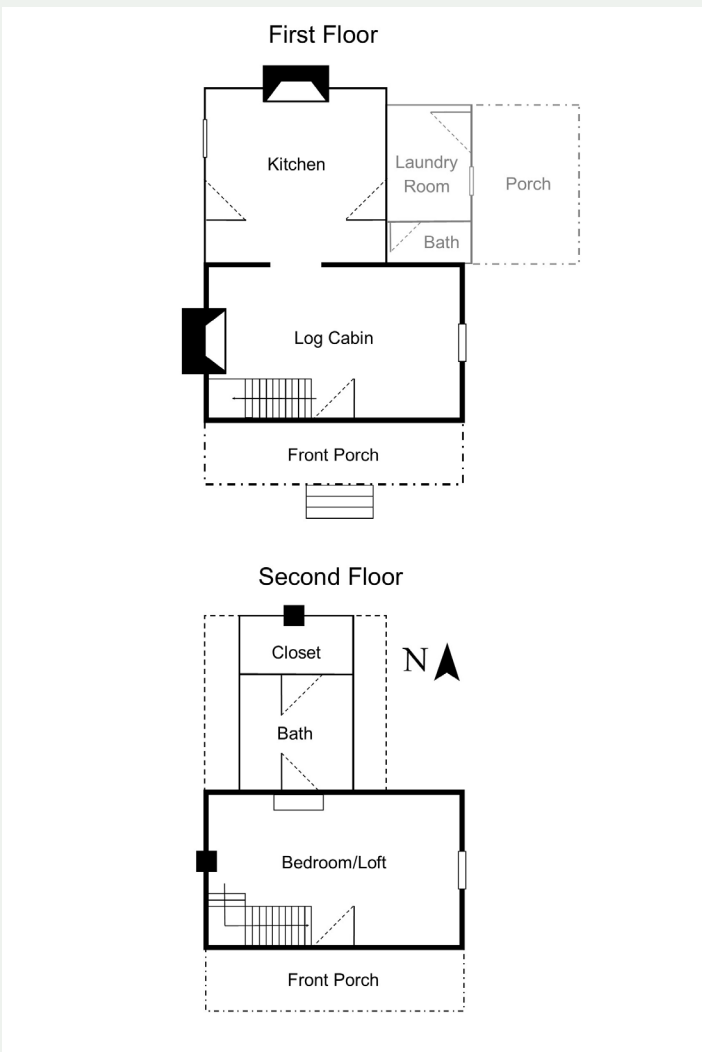 First Floor
Kitchen
Laundry
Room
Porch
Bath
Log Cabin
Front Porch
Second Floor
Closet
N
Bath
Bedroom/Loft
Front Porch